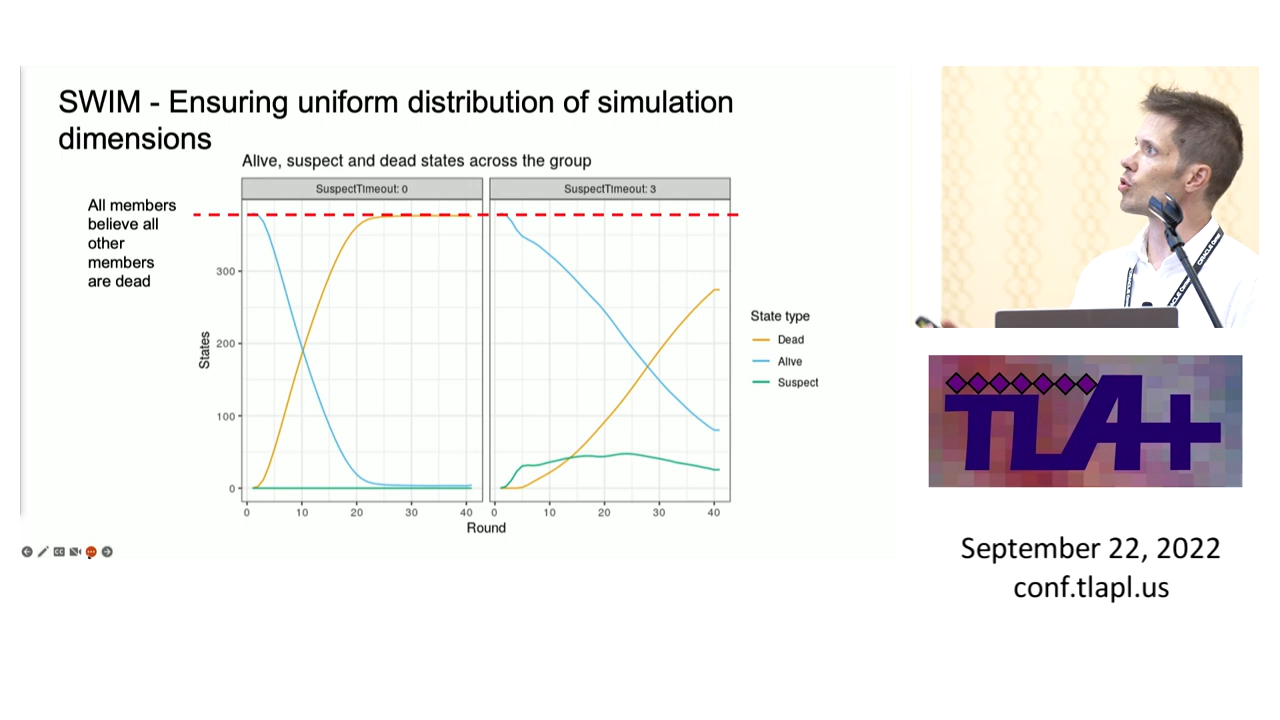 SWIM - Ensuring uniform distribution of simulation
dimensions
Alive, suspect and dead states across the group
SuspectTimeout: 0
SuspectTimeout: 3
All members
believe all
other
members
are dead
300
200
100
0
States
0 10 20 30 40
0 10 20 30 40
Round
State type
Dead
Alive
Suspect
TLA+
September 22, 2022
conf.tlapl.us